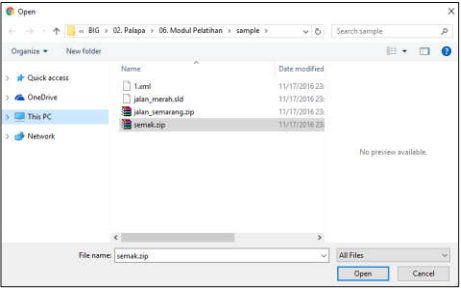 Open
« BIG > 02. Palapa > 06. Modul Pelatihan > sample >
Search sample
Organize
New folder
Name
Date modified
Quick access
OneDrive
This PC
Network
1.xml 11/17/2016 23:
jalan_merah.sld 11/17/2016 23:
jalan_semarang.zip 11/17/2016 23:
semak.zip 11/17/2016 23:
No preview available.
File name: semak.zip
All Files
Open
Cancel